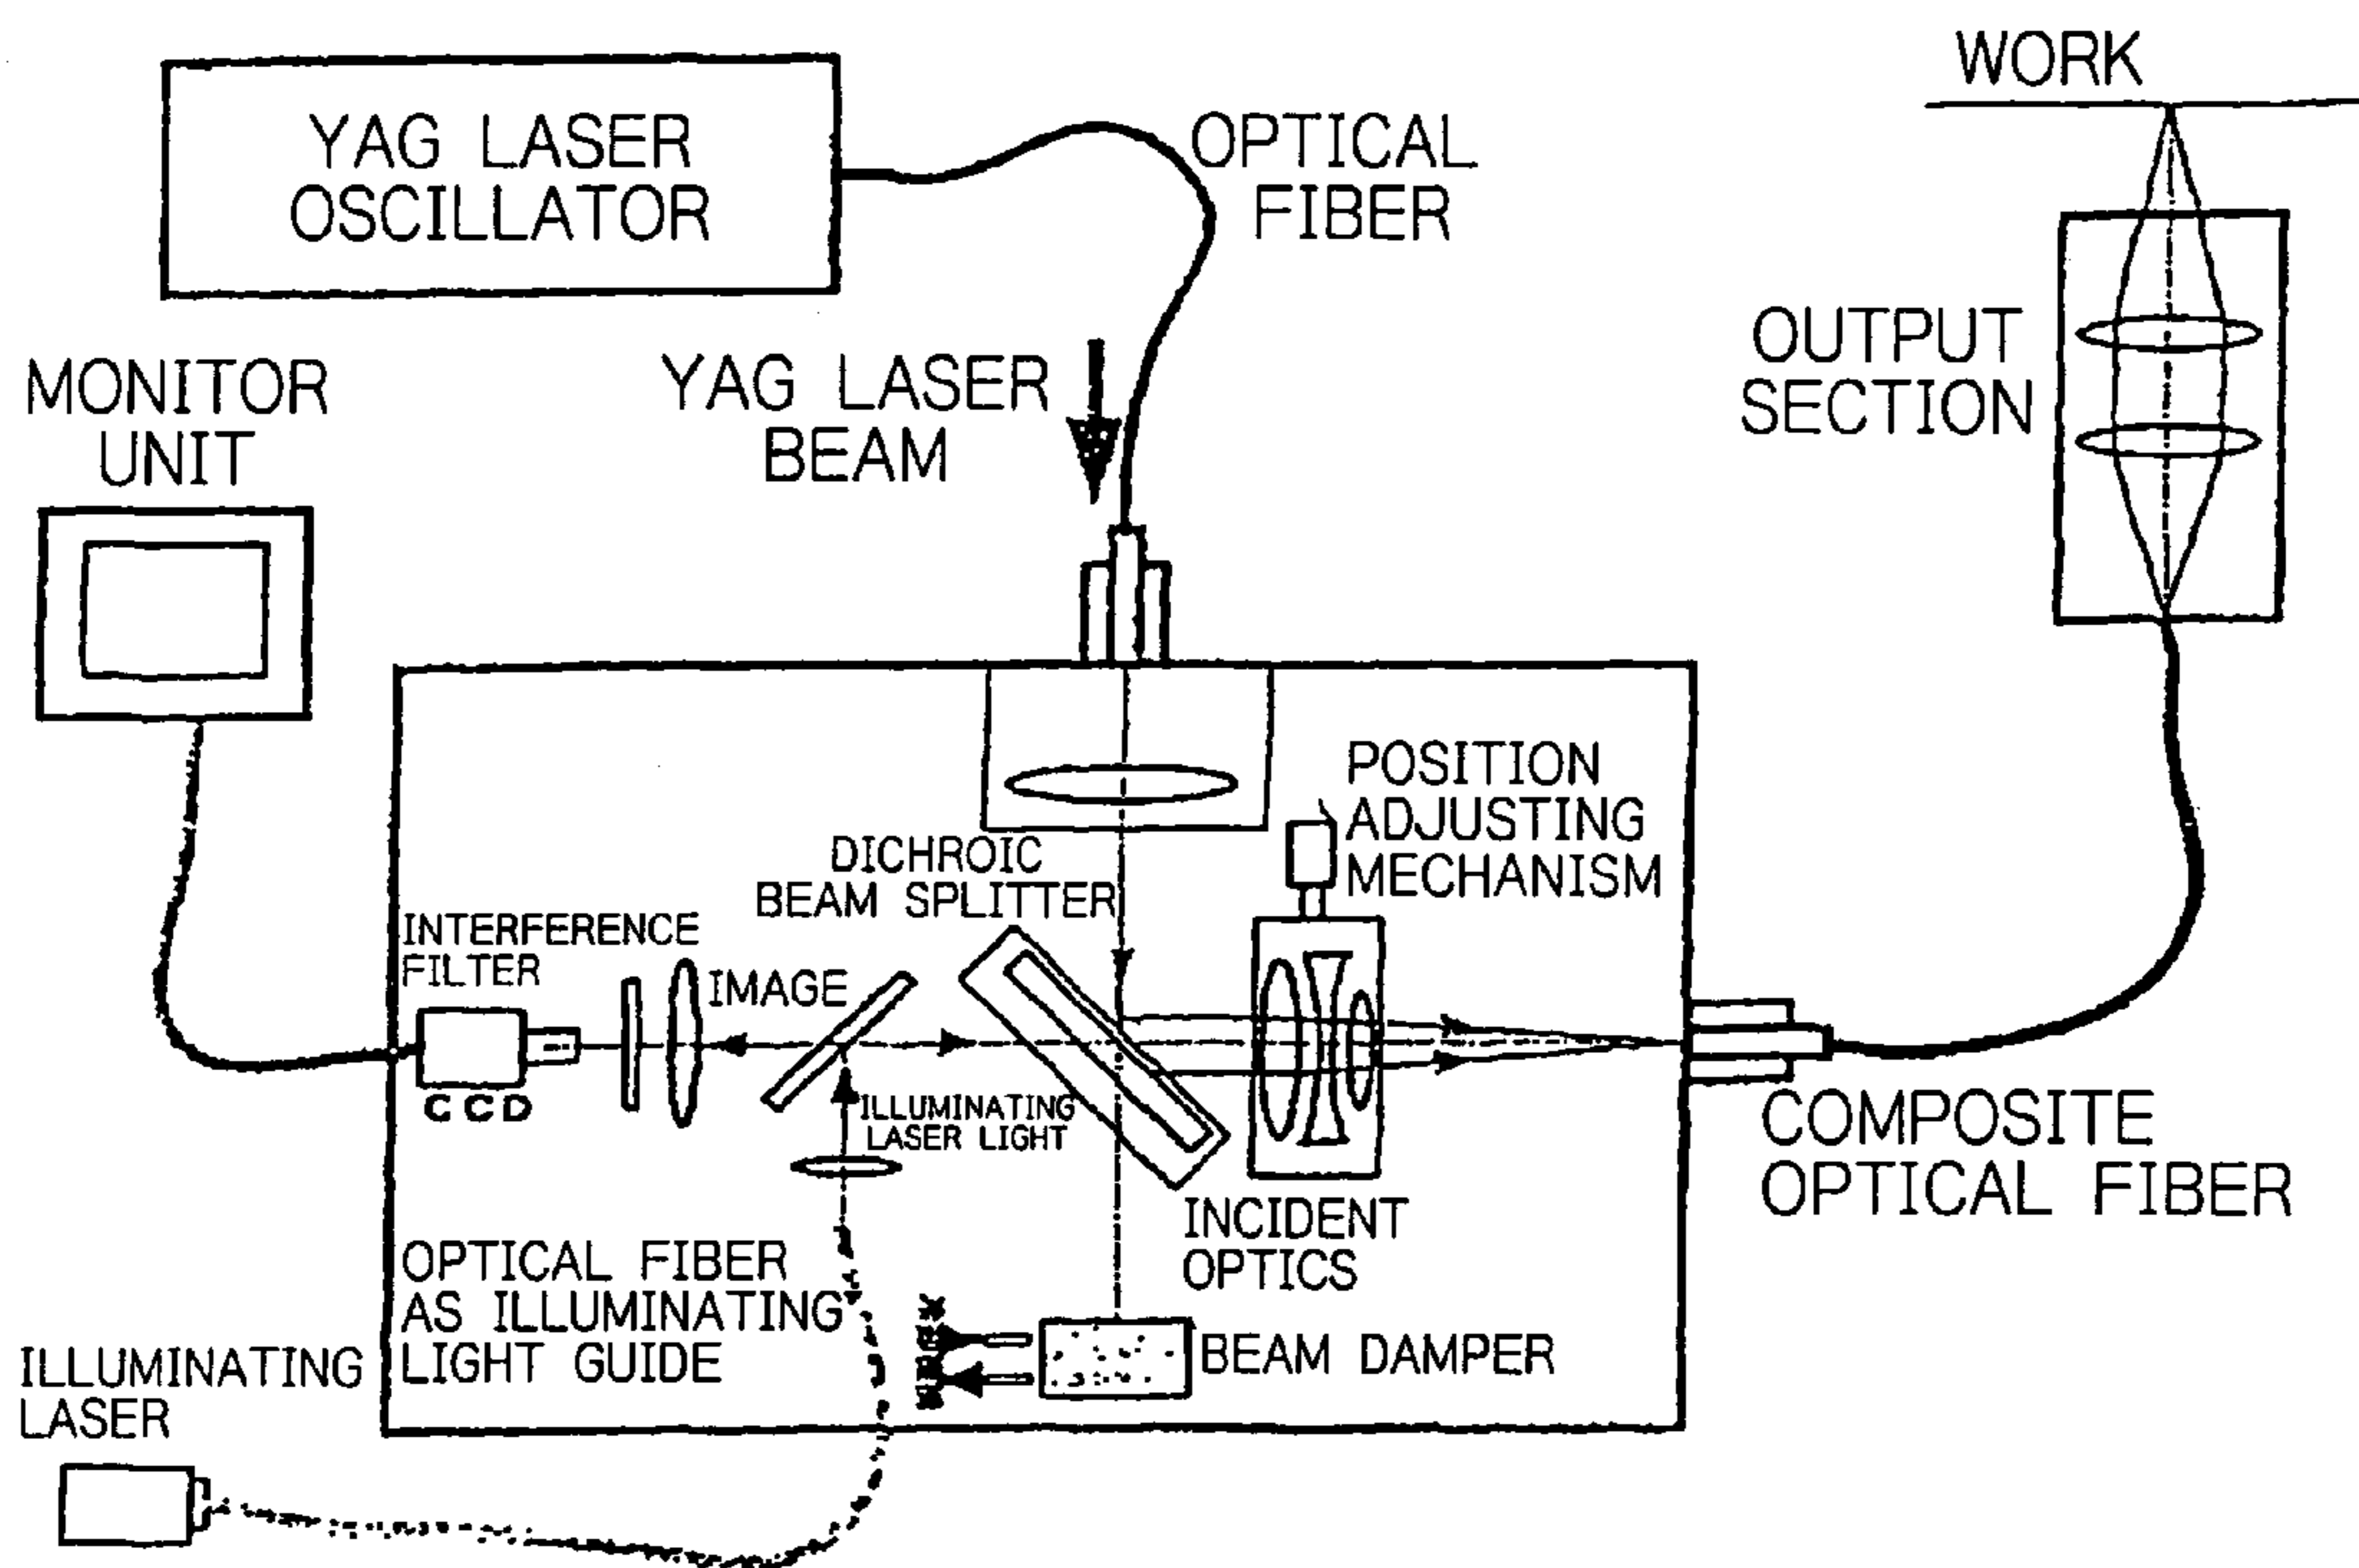 WORK
YAG LASER
OSCILLATOR
OPTICAL
FIBER
OUTPUT
SECTION
YAG LASER
BEAM
MONITOR
UNIT
POSITION
ADJUSTING
MECHANISM
DICHROIC
BEAM SPLITTER
INTERFERENCE
FILTER
IMAGE
CCD
ILLUMINATING
LASER LIGHT
COMPOSITE
OPTICAL FIBER
INCIDENT
OPTICS
OPTICAL FIBER
AS ILLUMINATING
LIGHT GUIDE
BEAM DAMPER
ILLUMINATING
LASER